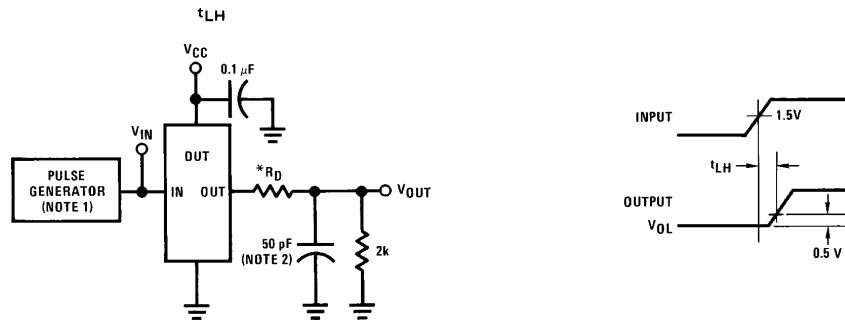 tLH
VCC
0.1 μF
VIN
DUT
PULSE
GENERATOR
(NOTE 1)
IN
OUT
*RD
VOUT
50 pF
(NOTE 2)
2k
INPUT
1.5V
tLH
OUTPUT
VOL
0.5 V